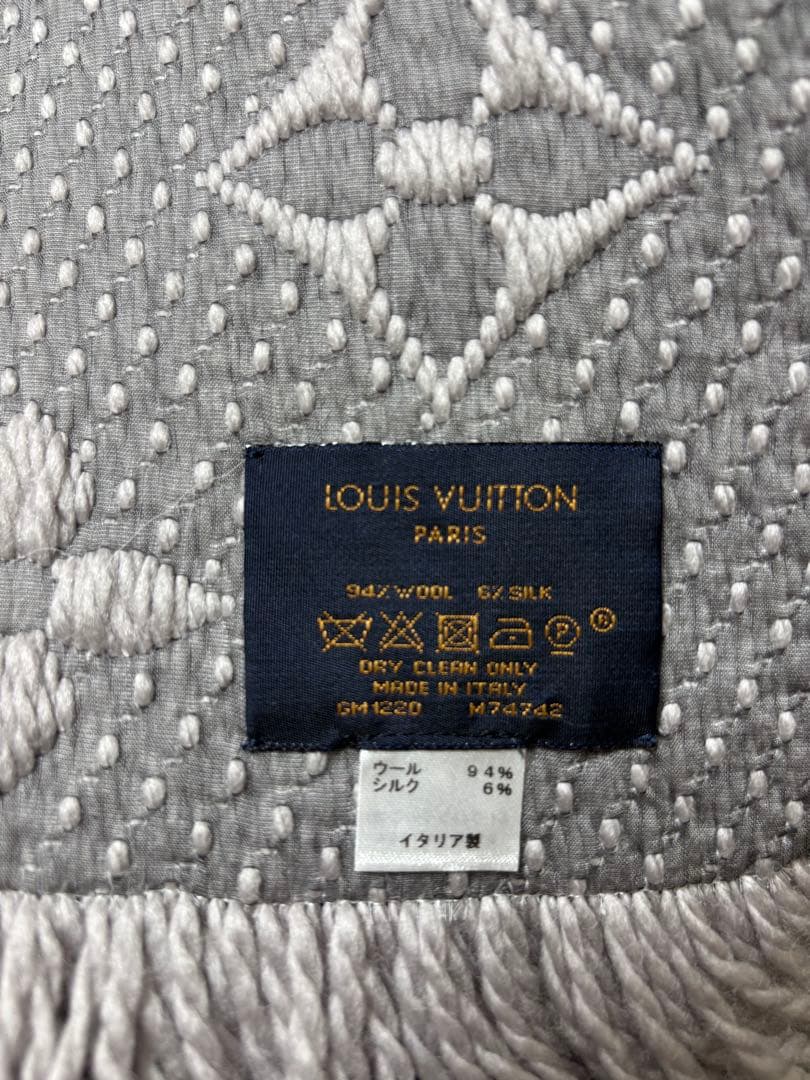 LOUIS VUITTON
PARIS
94% WOOL 6% SILK
P ®
DRY CLEAN ONLY
MADE IN ITALY
GM1220 M74742
ウール 94%
シルク 6%
イタリア製